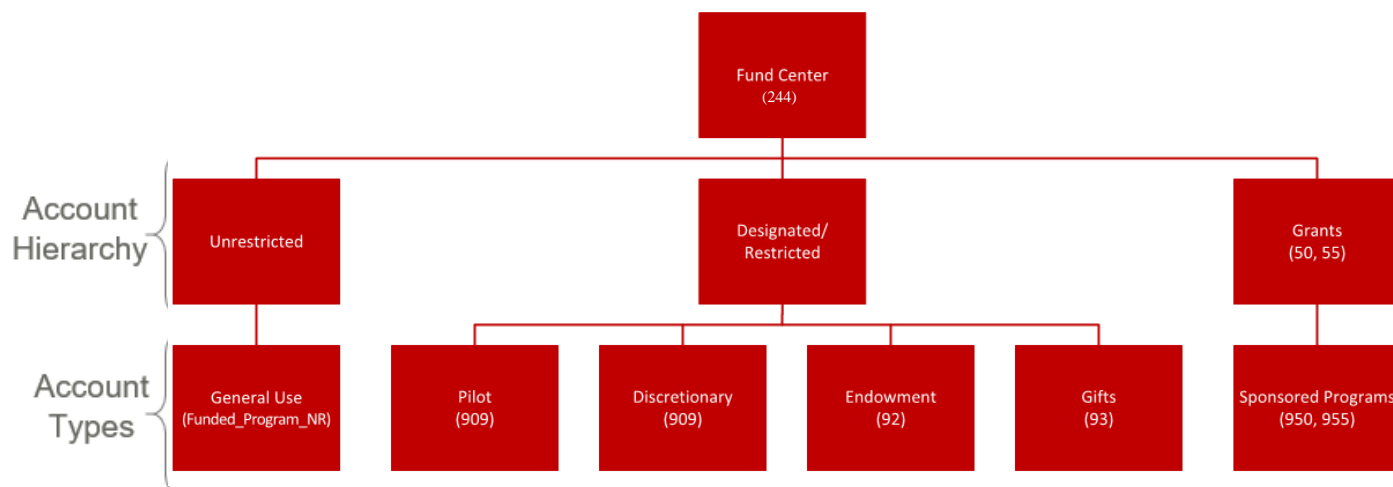 Fund Center
(244)
Account
Hierarchy
Unrestricted
Designated/
Restricted
Grants
(50, 55)
Account
Types
General Use
(Funded_Program_NR)
Pilot
(909)
Discretionary
(909)
Endowment
(92)
Gifts
(93)
Sponsored Programs
(950, 955)